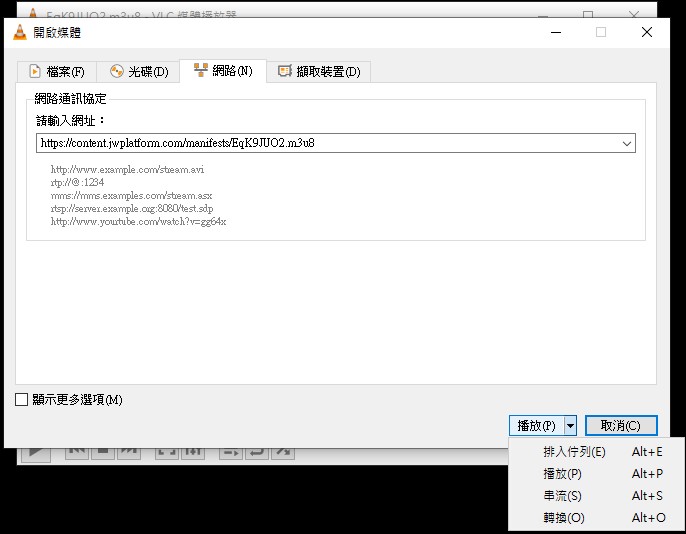 EqK9JUO2.m3u8 - VLC 媒體播放器
開啟媒體
檔案(F)
光碟(D)
網路(N)
擷取裝置(D)
網路通訊協定
請輸入網址：
https://content.jwplatform.com/manifests/EqK9JUO2.m3u8
http://www.example.com/stream.avi
rtp://@:1234
mms://mms.examples.com/stream.asx
rtsp://server.example.org:8080/test.sdp
http://www.yourtube.com/watch?v=gg64x
顯示更多選項(M)
播放(P)
取消(C)
排入佇列(E) Alt+E
播放(P) Alt+P
串流(S) Alt+S
轉換(O) Alt+O